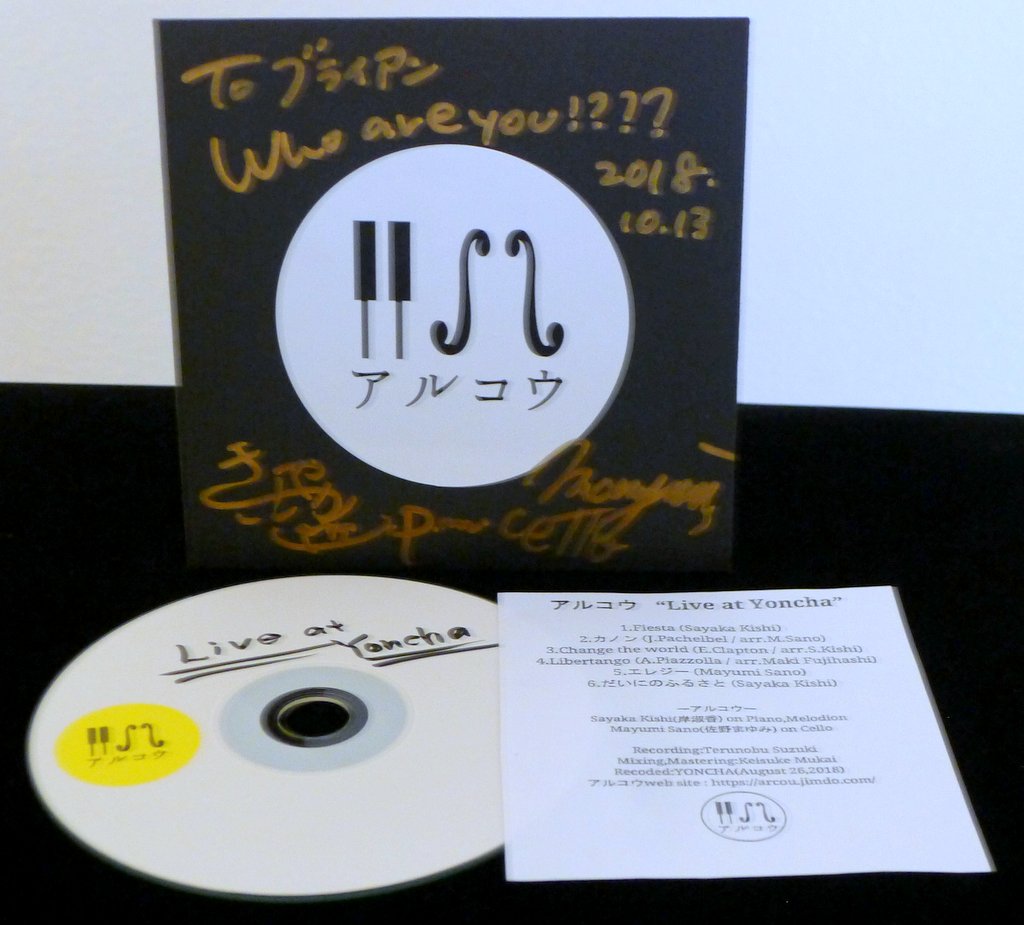 To ブライアン
Who are you!????
2018.
10.13
アルコウ
Mayumi
Cello
Live at
Yoncha
アルコウ
アルコウ "Live at Yoncha"
1.Fiesta (Sayaka Kishi)
2.カノン (J.Pachelbel / arr.M.Sano)
3.Change the world (E.Clapton / arr.S.Kishi)
4.Libertango (A.Piazzolla / arr.Maki Fujihashi)
5.エレジー (Mayumi Sano)
6.だいにのふるさと (Sayaka Kishi)
ーアルコウー
Sayaka Kishi(岸淑香) on Piano,Melodion
Mayumi Sano(佐野まゆみ) on Cello
Recording:Terunobu Suzuki
Mixing,Mastering:Keisuke Mukai
Recoded:YONCHA(August 26,2018)
アルコウweb site : https://arcou.jimdo.com/
アルコウ